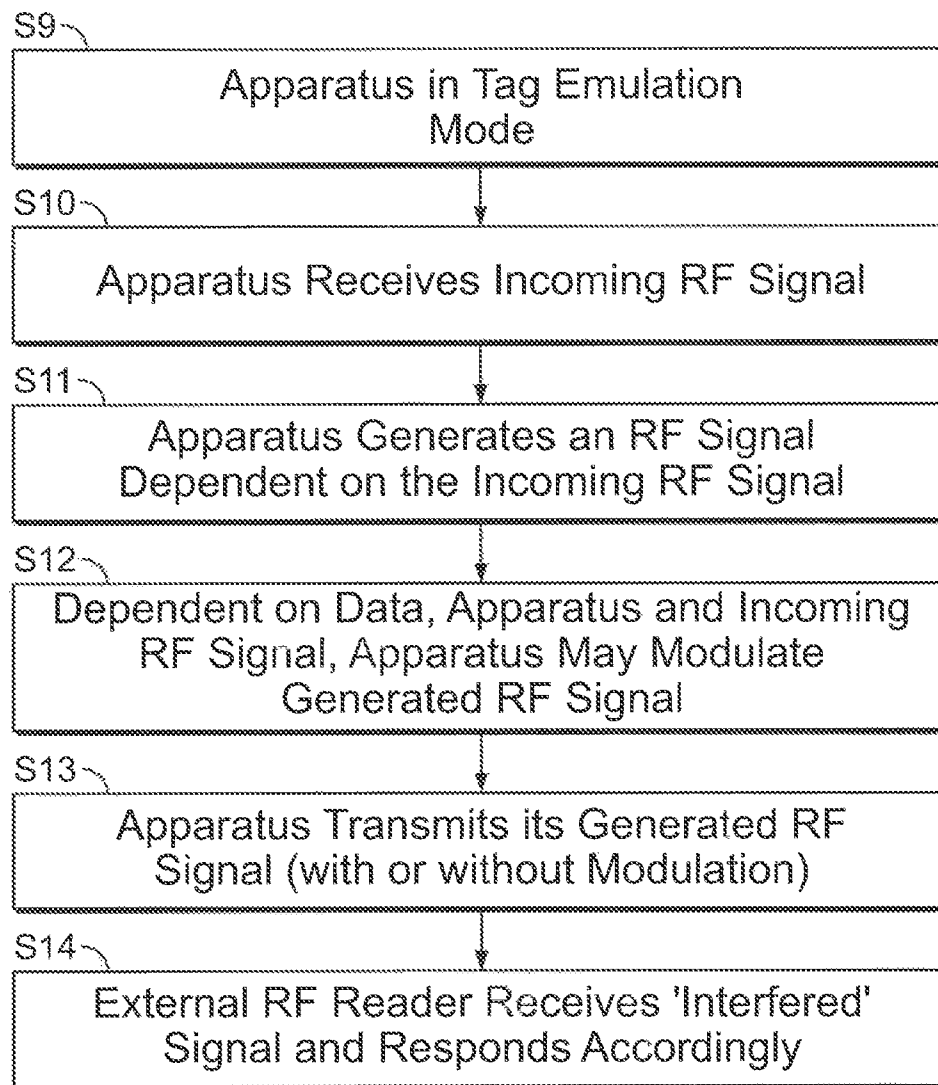 S9
Apparatus in Tag Emulation
Mode
S10
Apparatus Receives Incoming RF Signal
S11
Apparatus Generates an RF Signal
Dependent on the Incoming RF Signal
S12
Dependent on Data, Apparatus and Incoming
RF Signal, Apparatus May Modulate
Generated RF Signal
S13
Apparatus Transmits its Generated RF
Signal (with or without Modulation)
S14
External RF Reader Receives 'Interfered'
Signal and Responds Accordingly